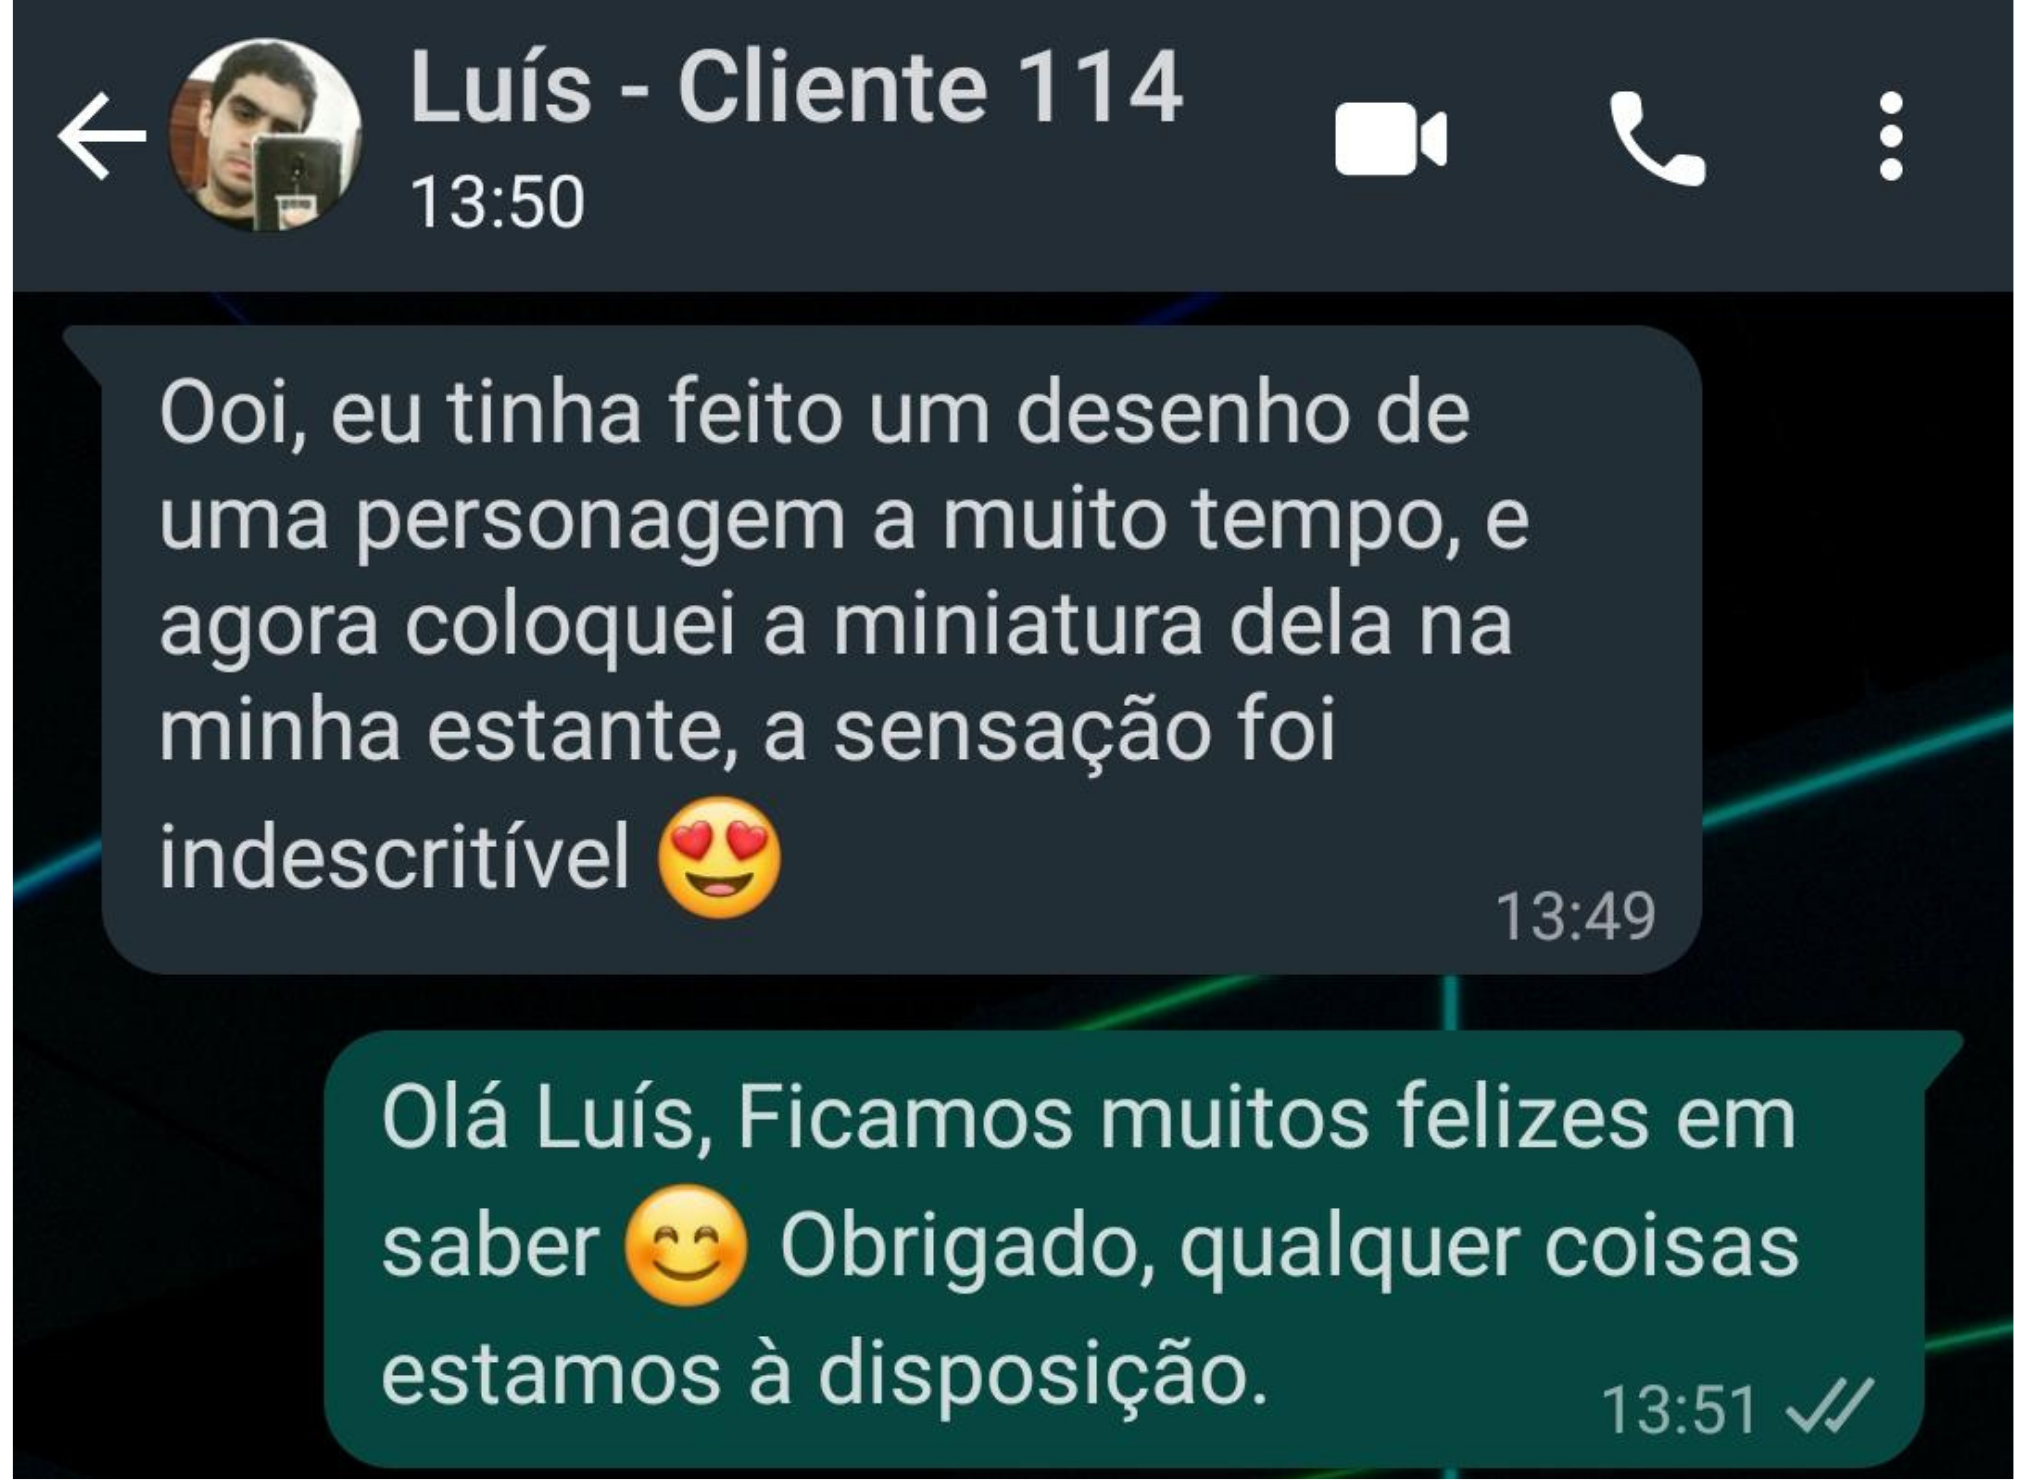 Luís - Cliente 114
13:50
Ooi, eu tinha feito um desenho de
uma personagem a muito tempo, e
agora coloquei a miniatura dela na
minha estante, a sensação foi
indescritível 😍
13:49
Olá Luís, Ficamos muitos felizes em
saber 😊 Obrigado, qualquer coisas
estamos à disposição.
13:51